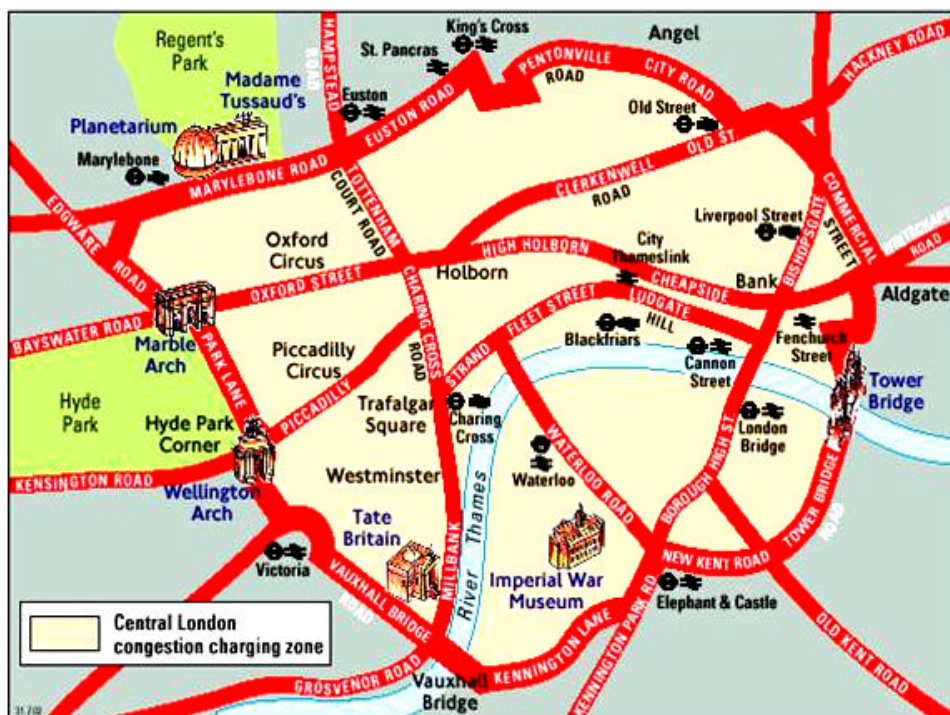 King's Cross
St. Pancras
Angel
Regent's
Park
HAMPSTEAD
ROAD
PENTONVILLE
ROAD
CITY ROAD
HACKNEY ROAD
Madame
Tussaud's
Euston
EUSTON ROAD
Old Street
OLD ST
Planetarium
Marylebone
MARYLEBONE ROAD
CLERKENWELL
ROAD
COMMERCIAL
STREET
EDGWARE
ROAD
TOTTENHAM
COURT ROAD
Liverpool Street
BISHOPSGATE
ROAD
Oxford
Circus
OXFORD STREET
HIGH HOLBORN
Holborn
City
Thameslink
CHEAPSIDE
Bank
Aldgate
BAYSWATER ROAD
Marble
Arch
PARK LANE
CHARING CROSS
ROAD
STRAND
FLEET STREET
LUDGATE
HILL
Blackfriars
Cannon
Street
Fenchurch
Street
Piccadilly
Circus
PICCADILLY
Hyde
Park
Hyde Park
Corner
Trafalgar
Square
Charing
Cross
London
Bridge
Tower
Bridge
KENSINGTON ROAD
Wellington
Arch
Westminster
Waterloo
WATERLOO ROAD
BOROUGH HIGH ST
TOWER BRIDGE
ROAD
Tate
Britain
MILLBANK
River Thames
Imperial War
Museum
NEW KENT ROAD
Victoria
VAUXHALL BRIDGE
ROAD
Elephant & Castle
KENNINGTON LANE
KENNINGTON PARK RD
OLD KENT ROAD
GROSVENOR ROAD
Vauxhall
Bridge
Central London
congestion charging zone